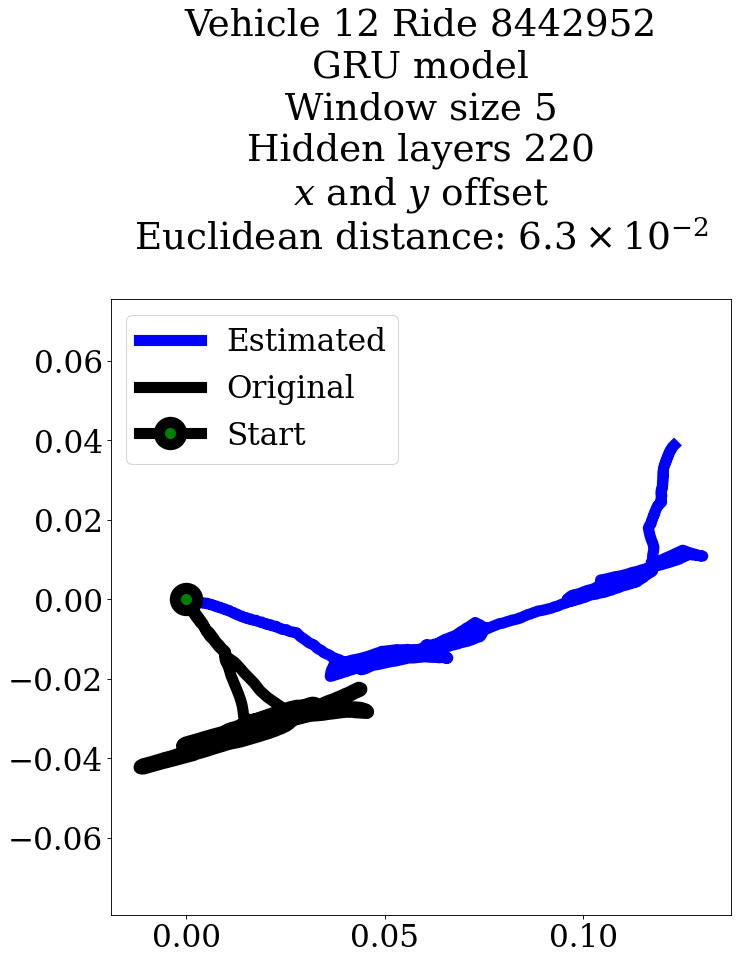 Vehicle 12 Ride 8442952
GRU model
Window size 5
Hidden layers 220
x and y offset
Euclidean distance: 6.3 × 10⁻²
Estimated
Original
Start
0.06
0.04
0.02
0.00
−0.02
−0.04
−0.06
0.00 0.05 0.10